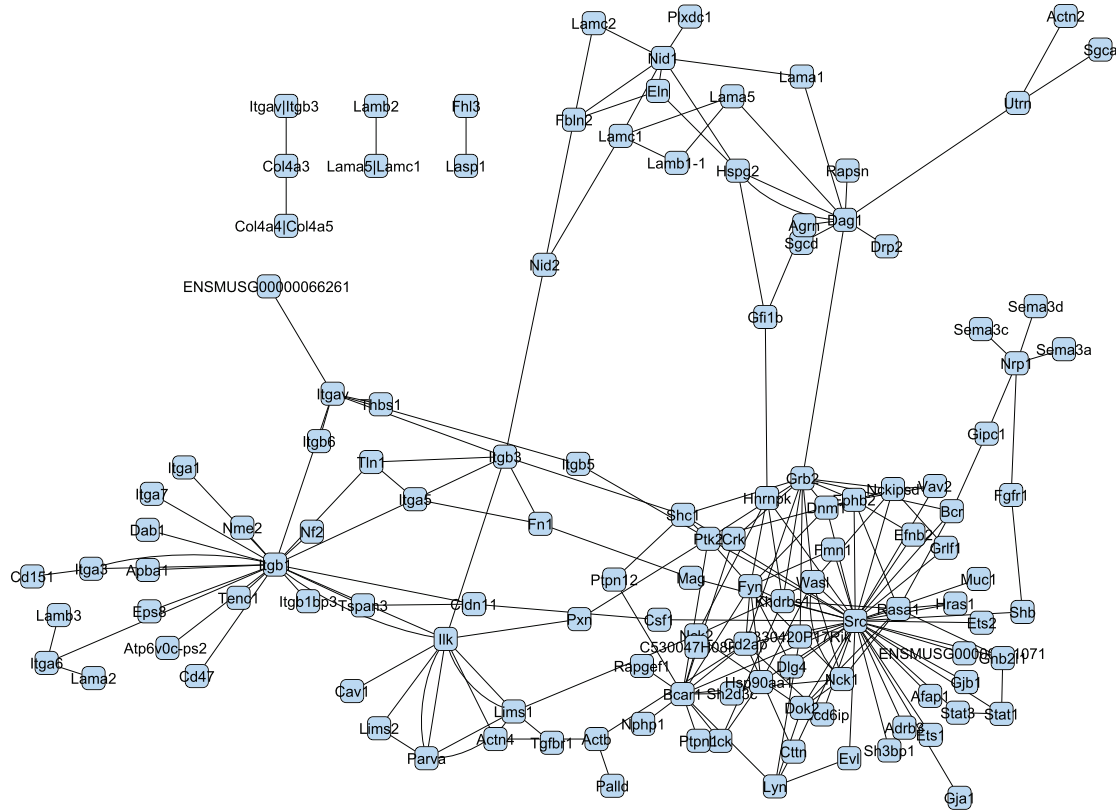 Actn2
Plxdc1
Lamc2
Sgca
Nid1
Lama1
Eln
Lama5
Utrn
Itgav|Itgb3
Lamb2
Fhl3
Fbln2
Lamc1
Col4a3
Lama5|Lamc1
Lasp1
Lamb1-1
Hspg2
Rapsn
Col4a4|Col4a5
Agrn
Dag1
Sgcd
Drp2
Nid2
ENSMUSG00000066261
Gfi1b
Sema3d
Sema3c
Sema3a
Nrp1
Itgav
Thbs1
Itgb6
Gipc1
Itgb3
Itgb5
Tln1
Itga1
Grb2
Itga7
Itga5
Hnrnpk
Ephb2
Nckipsd
Vav2
Fgfr1
Dnm1
Bcr
Shc1
Fn1
Dab1
Nme2
Nf2
Ptk2
Crk
Efnb2
Grlf1
Fmn1
Cd151
Itga3
Apba1
Itgb1
Ptpn12
Mag
Fyn
Wasl
Muc1
Tenc1
Itgb1bp3
Tspan3
Cldn11
Khdrbs1
Rasa1
Hras1
Shb
Lamb3
Eps8
Pxn
Csf1
Src
Ets2
Ilk
Atp6v0c-ps2
C530047H08Rik
Cd2ap
Itga6
Lama2
Cd47
Rapgef1
Dlg4
Gnb2l1
Cav1
Bcar1
Sh2d3c
Hsp90aa1
Nck1
Gjb1
Afap1
Lims1
Dok2
Stat3
Stat1
Lims2
Nphp1
Adrb3
Ets1
Actn4
Tgfbr1
Actb
Ptpn1
Sh3bp1
Parva
Cttn
Evl
Palld
Lyn
Gja1